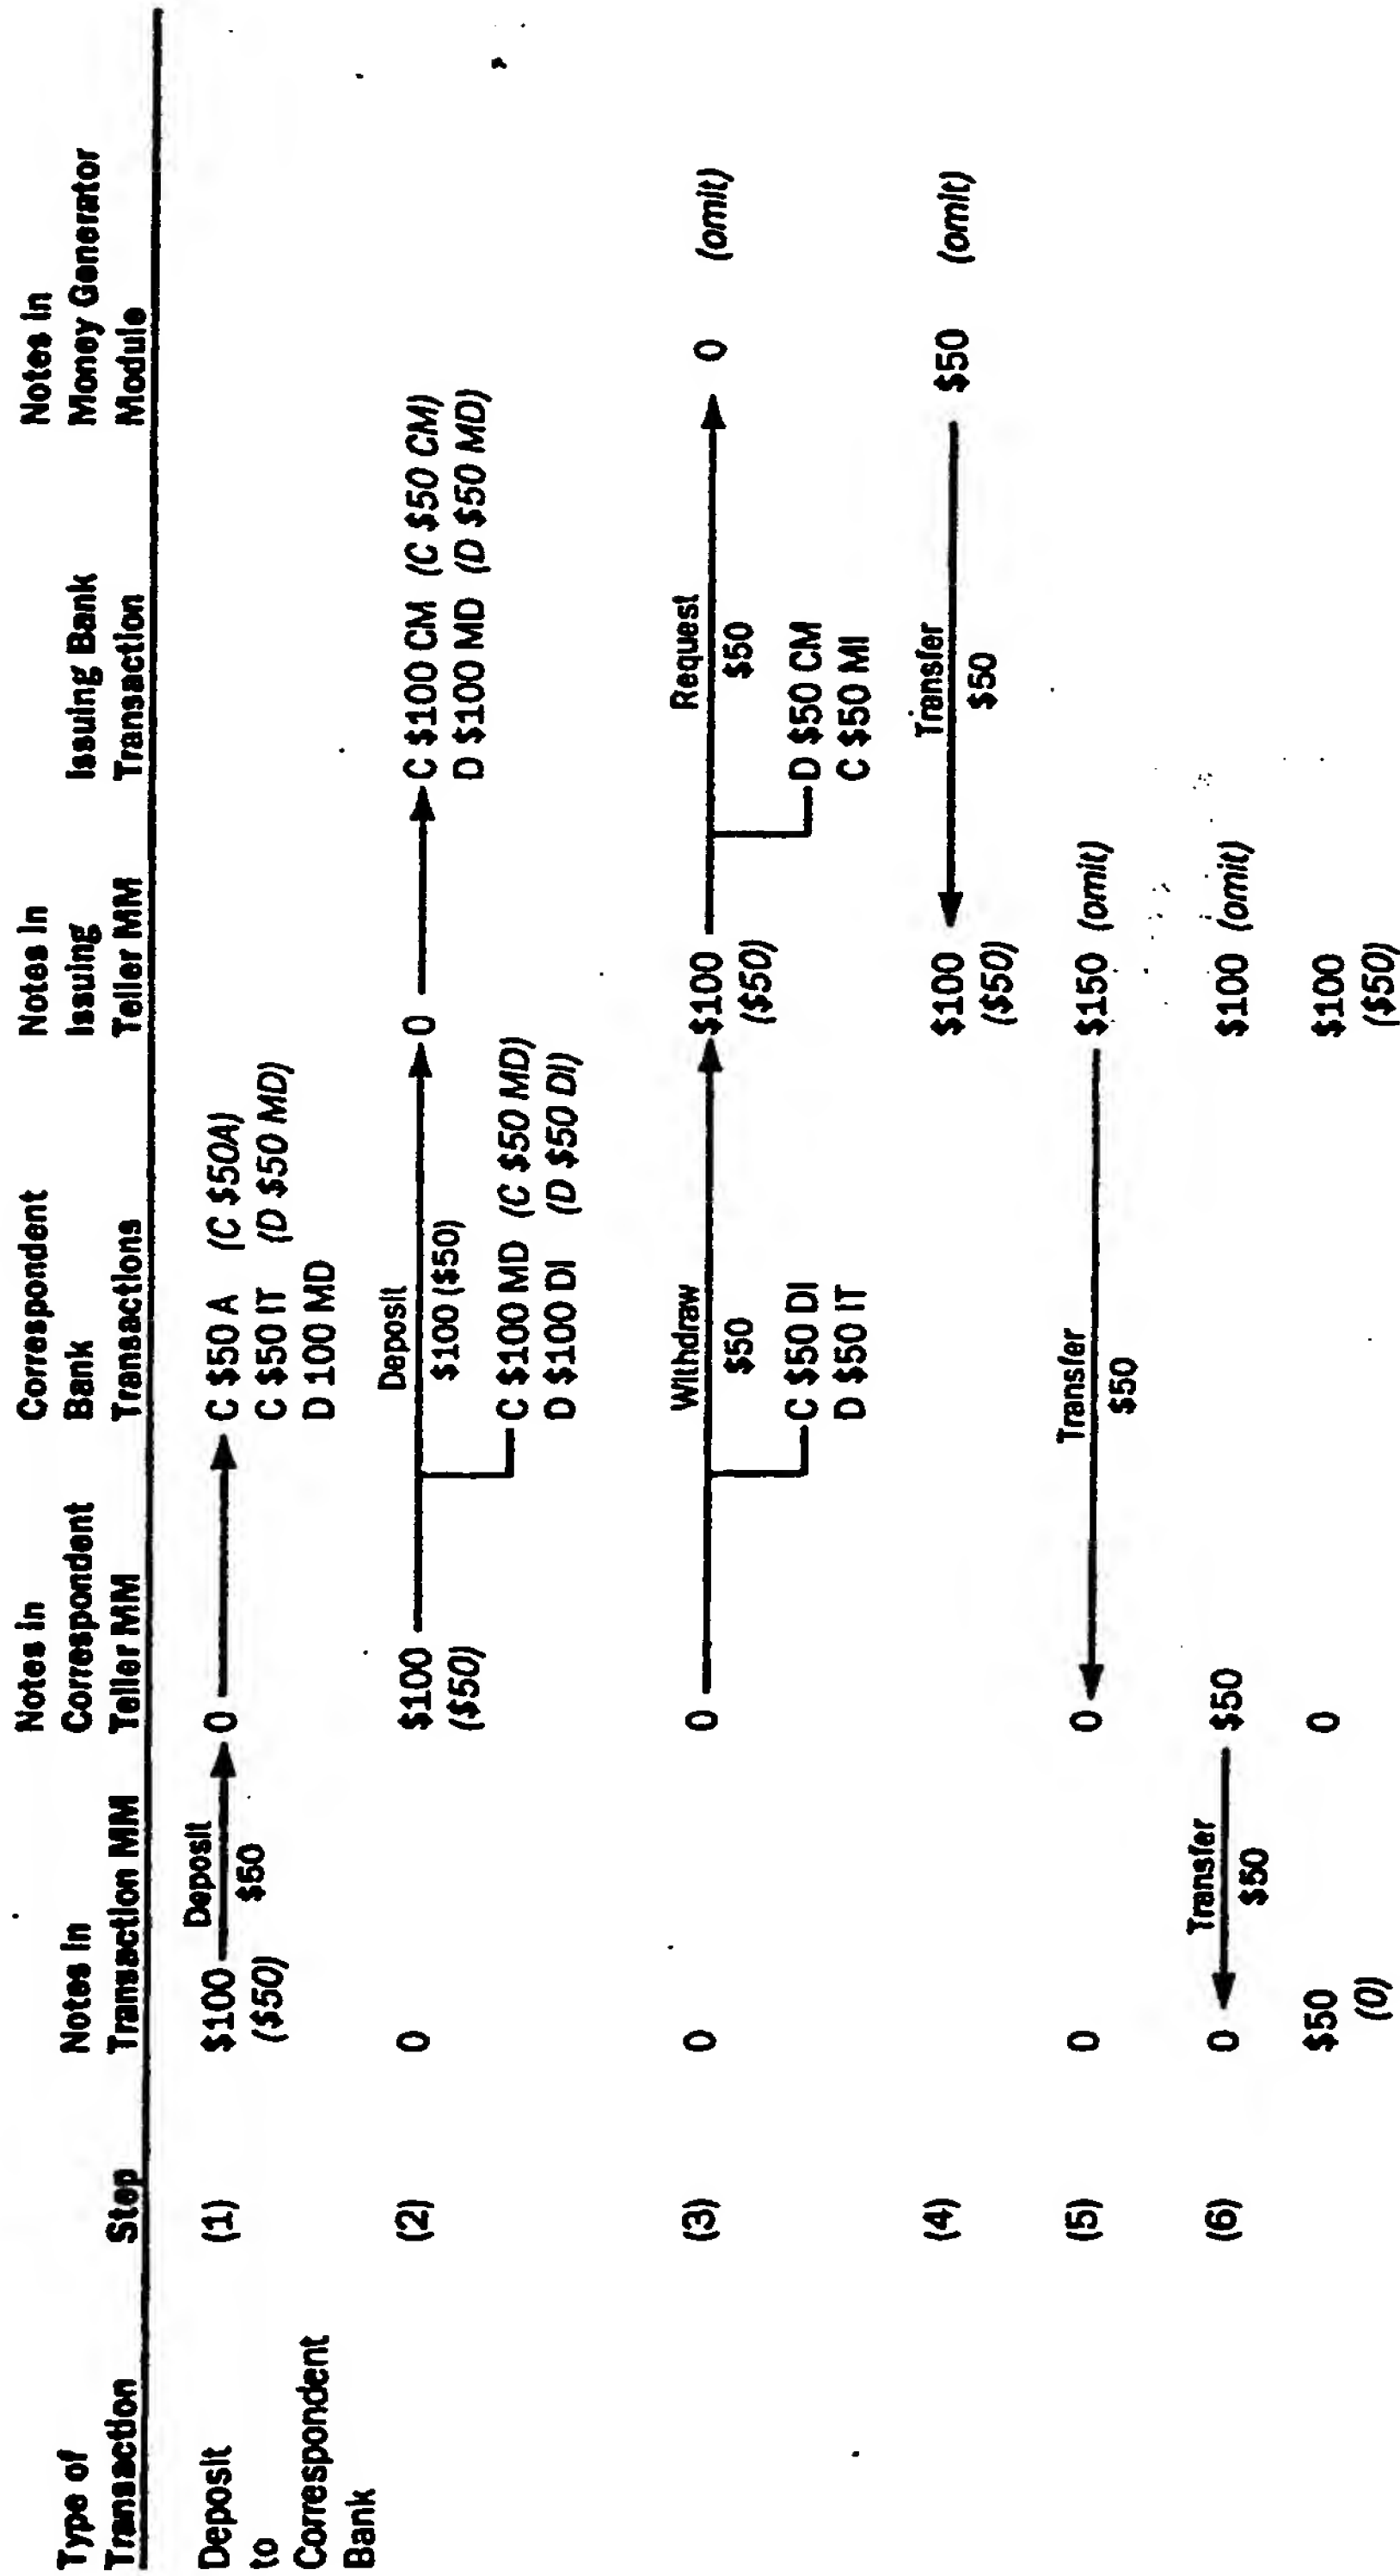 Type of
Transaction
Step
Notes in
Transaction MM
Notes in
Correspondent
Teller MM
Correspondent
Bank
Transactions
Notes in
Issuing
Teller MM
Issuing Bank
Transaction
Notes in
Money Generator
Module
Deposit
to
Correspondent
Bank
(1)
$100
($50)
Deposit
$50
0
C $50 A (C $50A)
C $50 IT (D $50 MD)
D 100 MD
(2)
0
$100
($50)
Deposit
$100 ($50)
C $100 MD (C $50 MD)
D $100 DI (D $50 DI)
0
C $100 CM (C $50 CM)
D $100 MD (D $50 MD)
(3)
0
0
Withdraw
$50
C $50 DI
D $50 IT
$100
($50)
Request
$50
D $50 CM
C $50 MI
0 (omit)
(4)
$100
($50)
Transfer
$50
$50 (omit)
(5)
0
0
Transfer
$50
$150 (omit)
(6)
0
Transfer
$50
$50
$100 (omit)
$50
(0)
0
$100
($50)